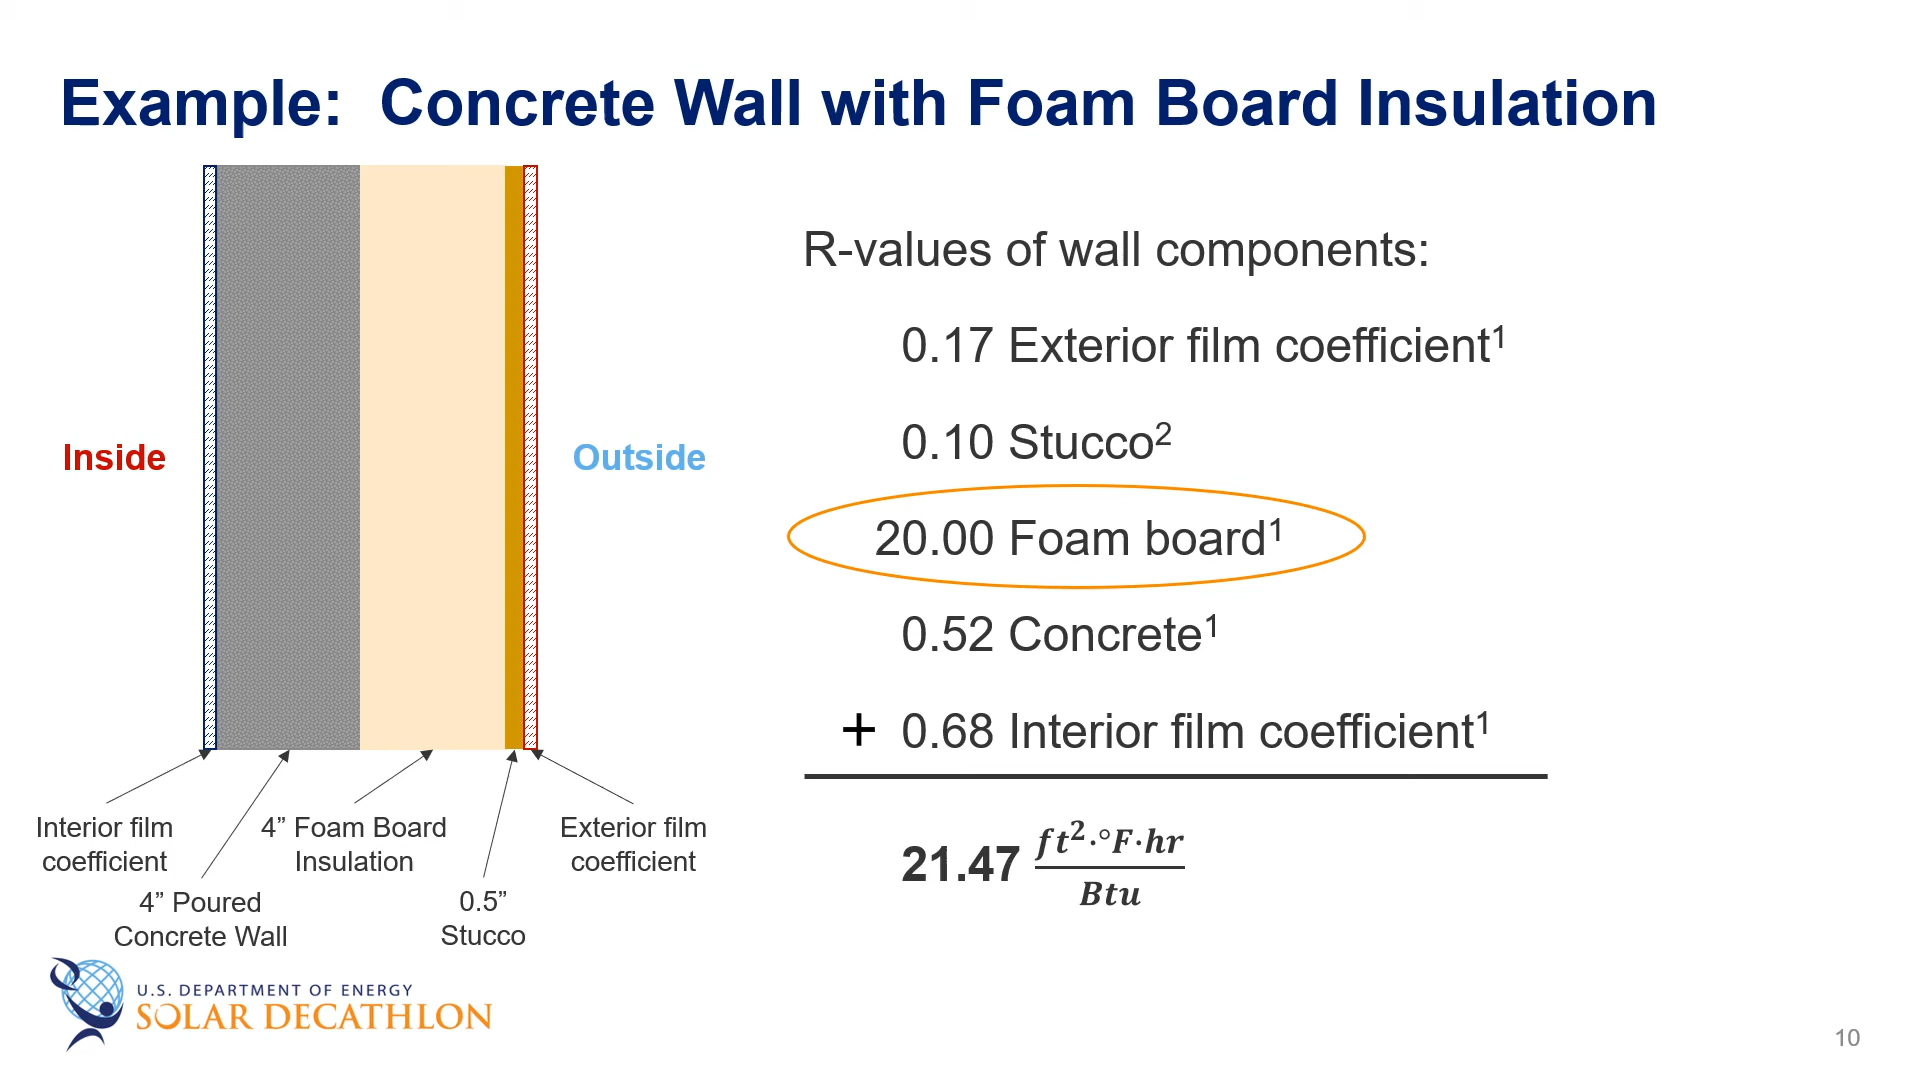 Example:  Concrete Wall with Foam Board Insulation
Inside
Outside
Interior film
coefficient
4” Poured
Concrete Wall
4” Foam Board
Insulation
0.5”
Stucco
Exterior film
coefficient
R-values of wall components:
0.17 Exterior film coefficient¹
0.10 Stucco²
20.00 Foam board¹
0.52 Concrete¹
+ 0.68 Interior film coefficient¹
21.47 ft²·°F·hr
Btu
U.S. DEPARTMENT OF ENERGY
SOLAR DECATHLON
10